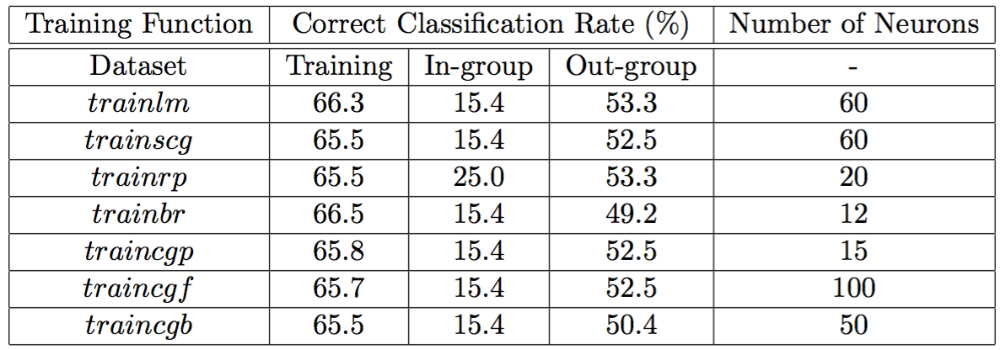 Training Function Correct Classification Rate (%) Number of Neurons
Dataset Training In-group Out-group -
trainlm 66.3 15.4 53.3 60
trainscg 65.5 15.4 52.5 60
trainrp 65.5 25.0 53.3 20
trainbr 66.5 15.4 49.2 12
traincgp 65.8 15.4 52.5 15
traincgf 65.7 15.4 52.5 100
traincgb 65.5 15.4 50.4 50